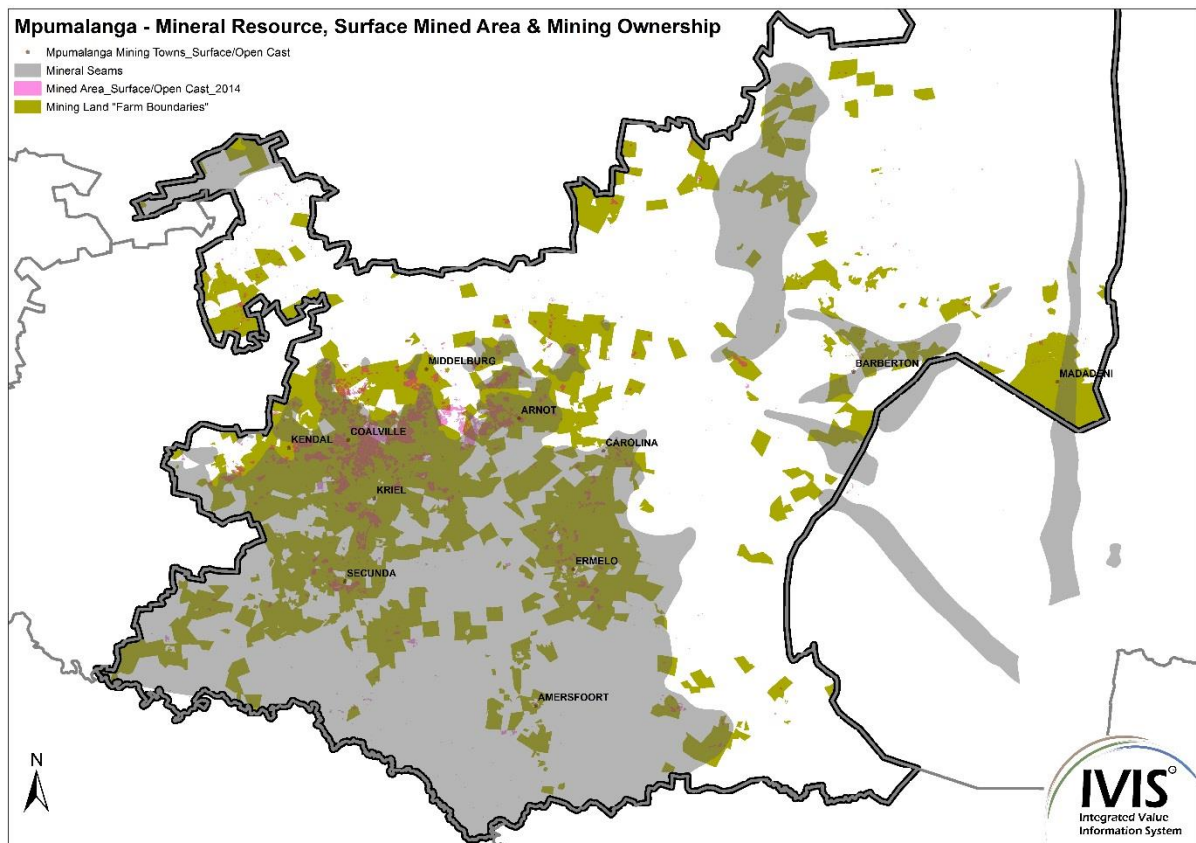 Mpumalanga - Mineral Resource, Surface Mined Area & Mining Ownership
Mpumalanga Mining Towns_Surface/Open Cast
Mineral Seams
Mined Area_Surface/Open Cast_2014
Mining Land "Farm Boundaries"
MIDDELBURG
BARBERTON
MADADENI
ARNOT
COALVILLE
KENDAL
CAROLINA
KRIEL
ERMELO
SECUNDA
AMERSFOORT
N
IVIS
Integrated Value
Information System